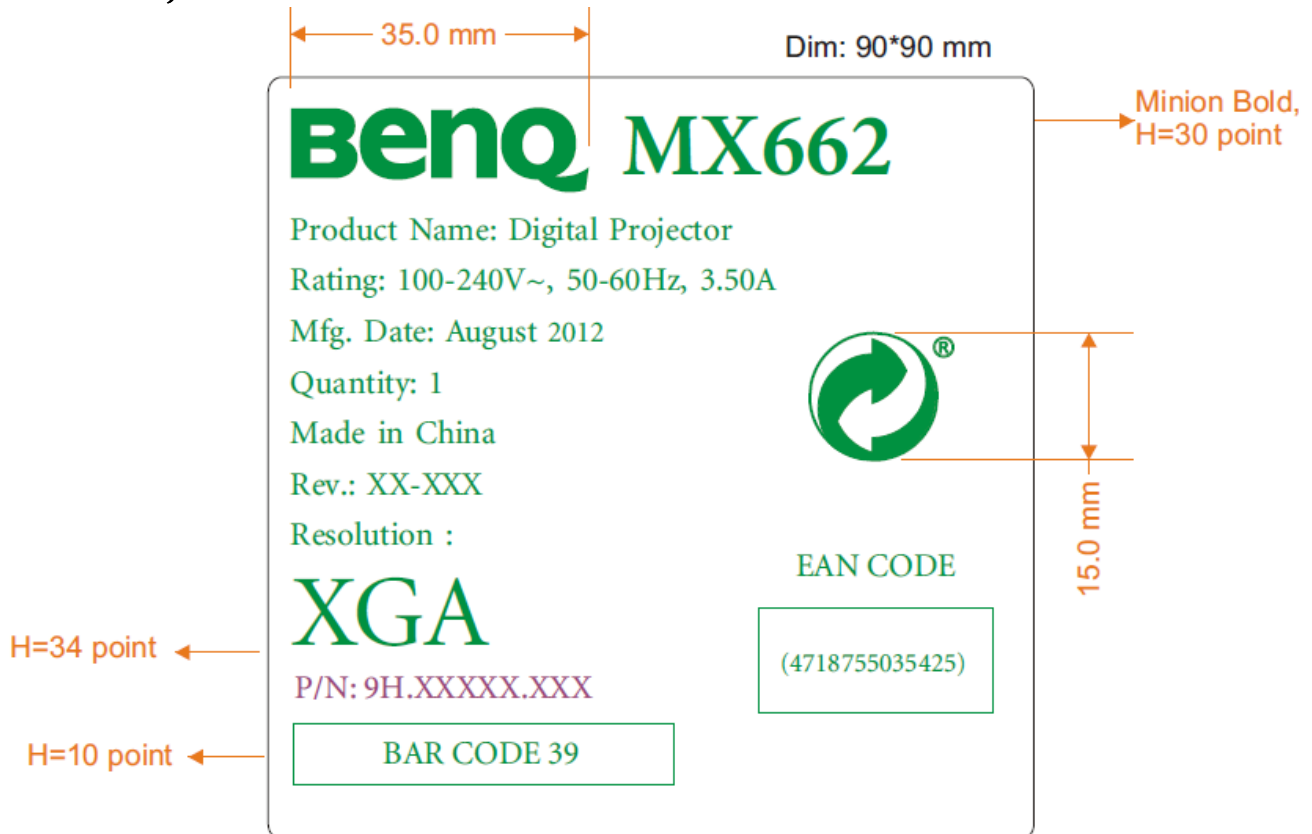 35.0 mm
Dim: 90*90 mm
Minion Bold,
H=30 point
BenQ MX662
Product Name: Digital Projector
Rating: 100-240V~, 50-60Hz, 3.50A
Mfg. Date: August 2012
®
Quantity: 1
Made in China
Rev.: XX-XXX
Resolution :
15.0 mm
EAN CODE
XGA
H=34 point
(4718755035425)
P/N: 9H.XXXXX.XXX
H=10 point
BAR CODE 39